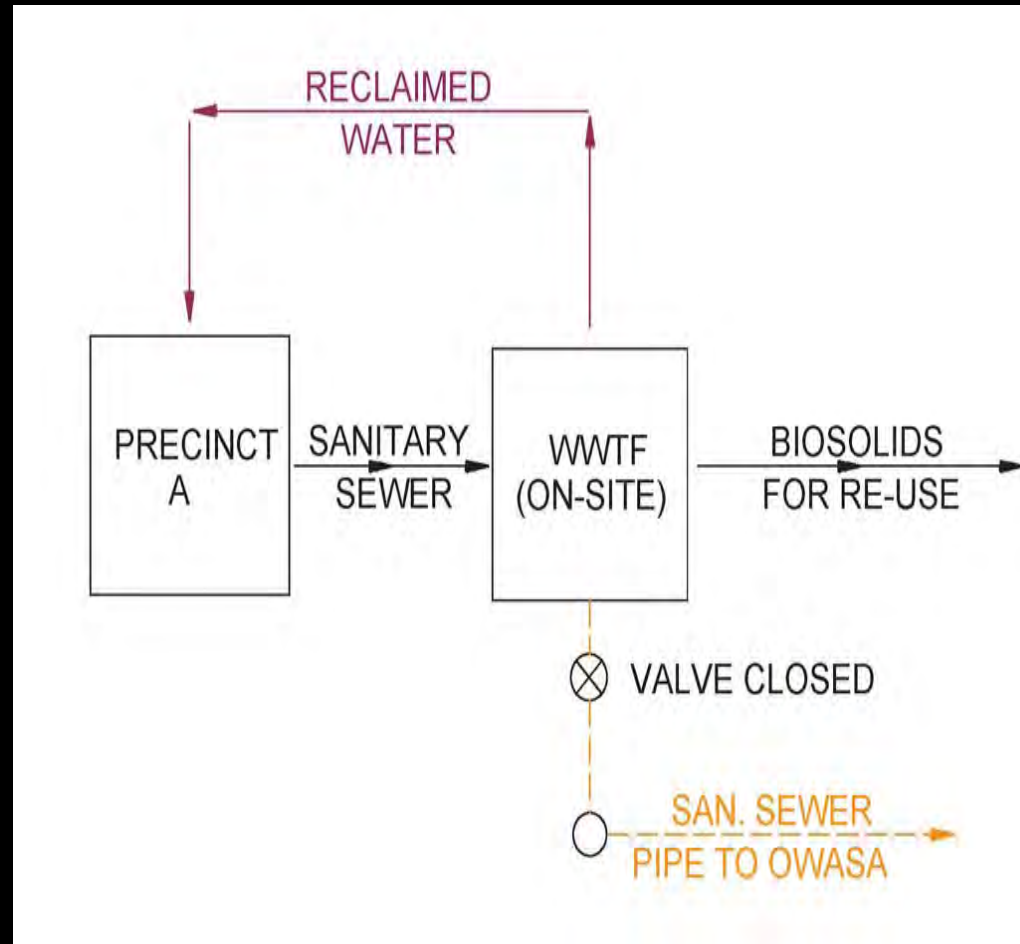 RECLAIMED
WATER
PRECINCT
A
SANITARY
SEWER
WWTF
(ON-SITE)
BIOSOLIDS
FOR RE-USE
VALVE CLOSED
SAN. SEWER
PIPE TO OWASA